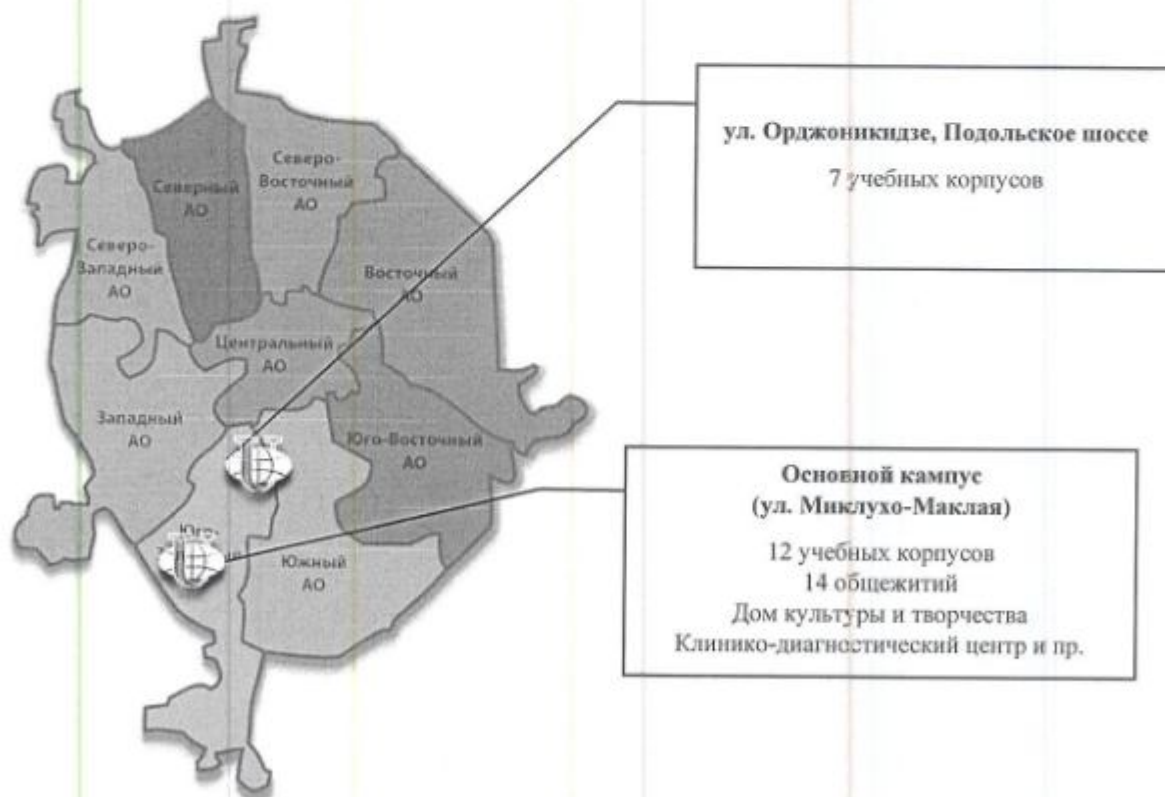 Северо-
Восточный
АО
Северный
АО
Северо-
Западный
АО
Восточный
АО
Центральный
АО
Западный
АО
Юго-Восточный
АО
Юго-
Южный
АО
ул. Орджоникидзе, Подольское шоссе
7 учебных корпусов
Основной кампус
(ул. Миклухо-Маклая)
12 учебных корпусов
14 общежитий
Дом культуры и творчества
Клинико-диагностический центр и пр.